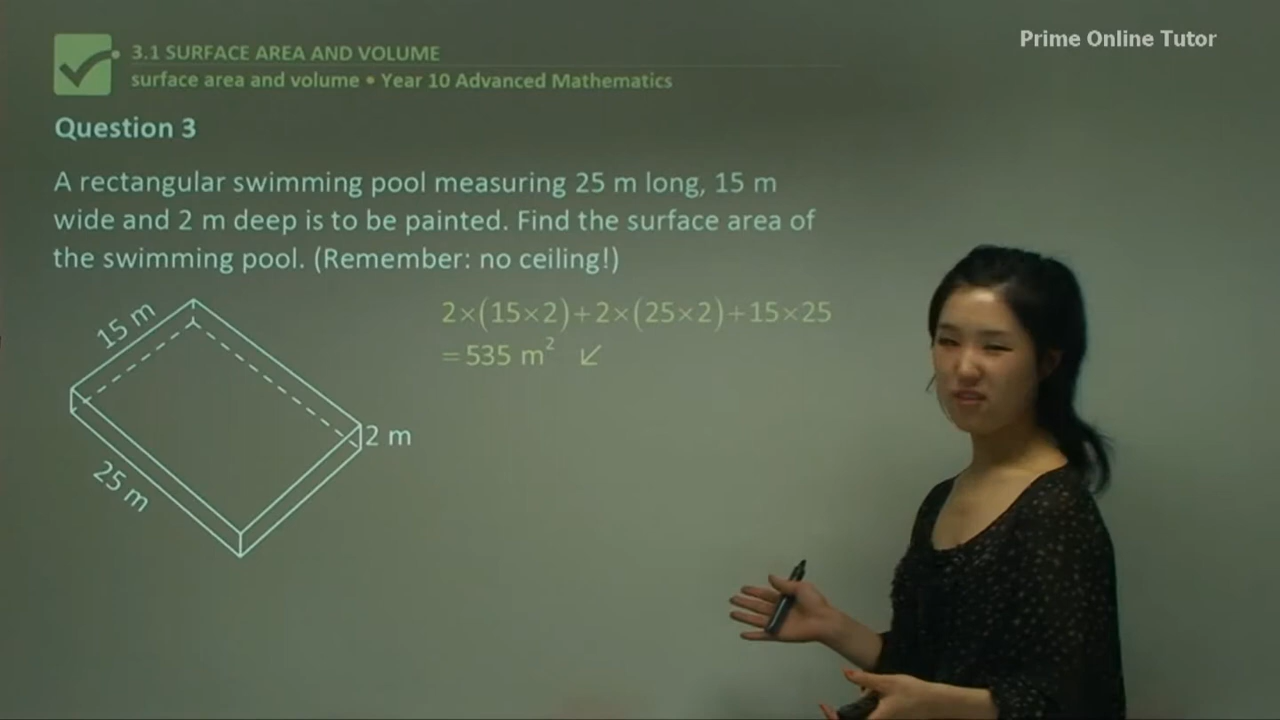 Prime Online Tutor
3.1 SURFACE AREA AND VOLUME
surface area and volume • Year 10 Advanced Mathematics
Question 3
A rectangular swimming pool measuring 25 m long, 15 m
wide and 2 m deep is to be painted. Find the surface area of
the swimming pool. (Remember: no ceiling!)
15 m
2 m
25 m
2×(15×2)+2×(25×2)+15×25
=535 m² ↙